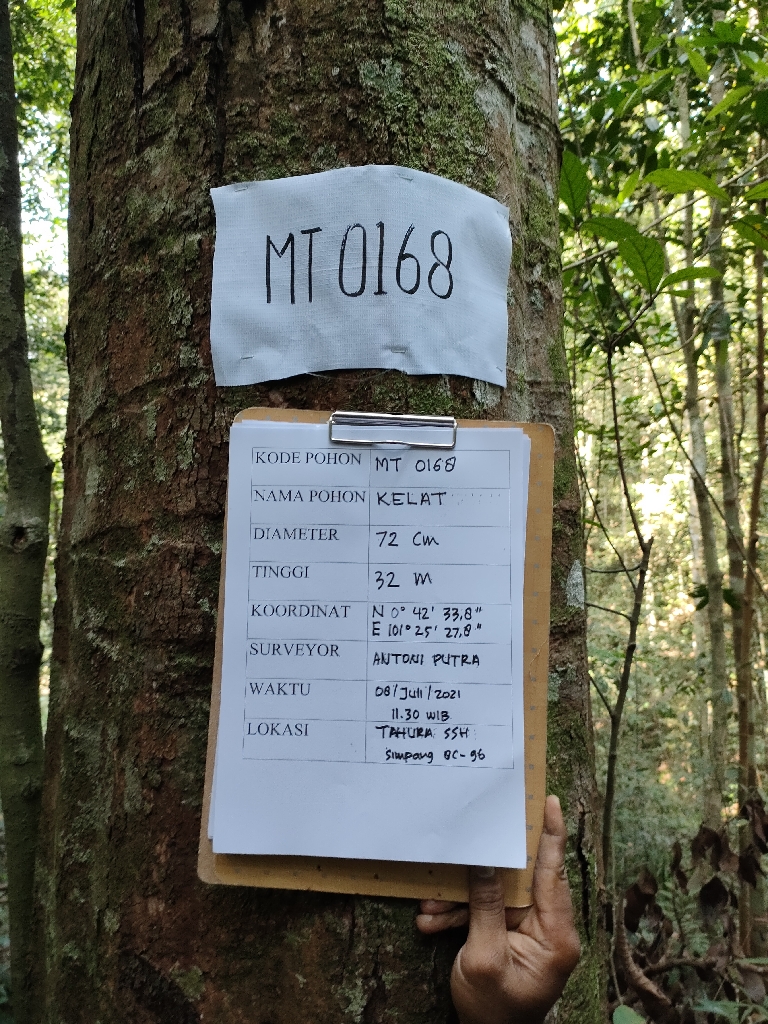 MT 0168
KODE POHON MT 0168
NAMA POHON KELAT
DIAMETER 72 Cm
TINGGI 32 m
KOORDINAT N 0° 42' 33,8"
E 101° 25' 27,8"
SURVEYOR ANTONI PUTRA
WAKTU 08/Juli/2021
11.30 WIB
LOKASI TAHURA SSH
Simpang BC-96